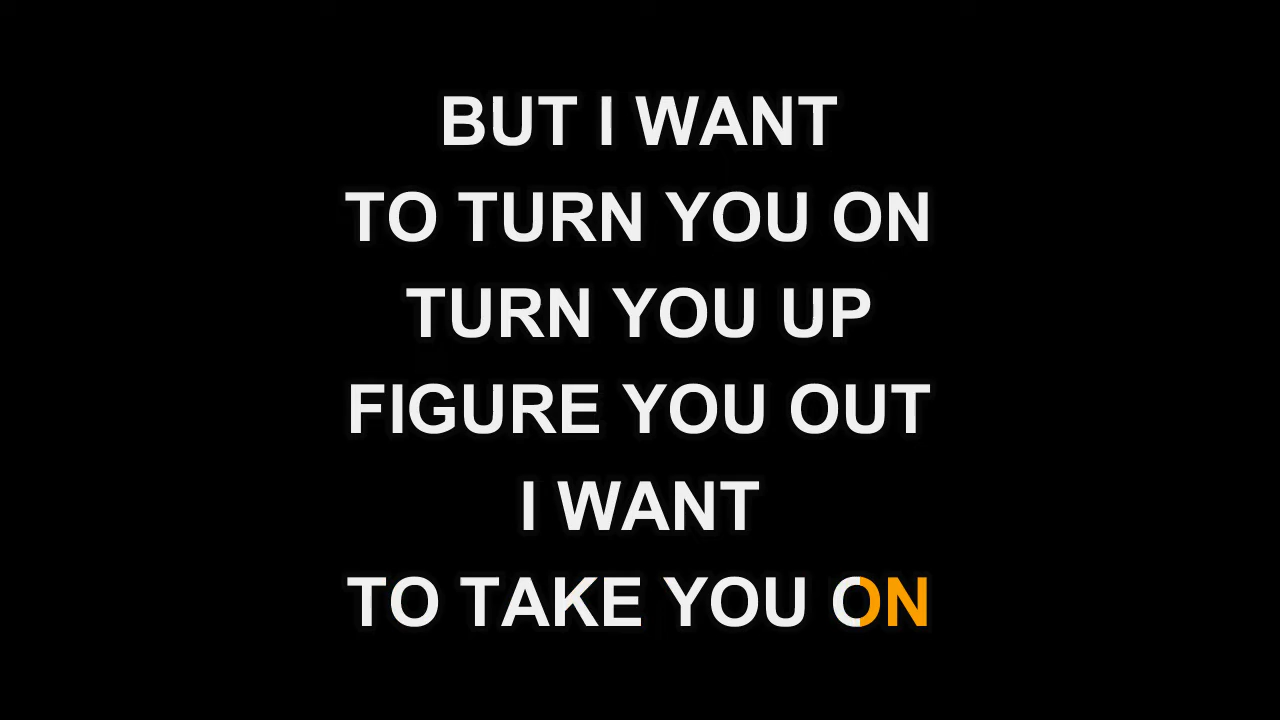 BUT I WANT
TO TURN YOU ON
TURN YOU UP
FIGURE YOU OUT
I WANT
TO TAKE YOU ON